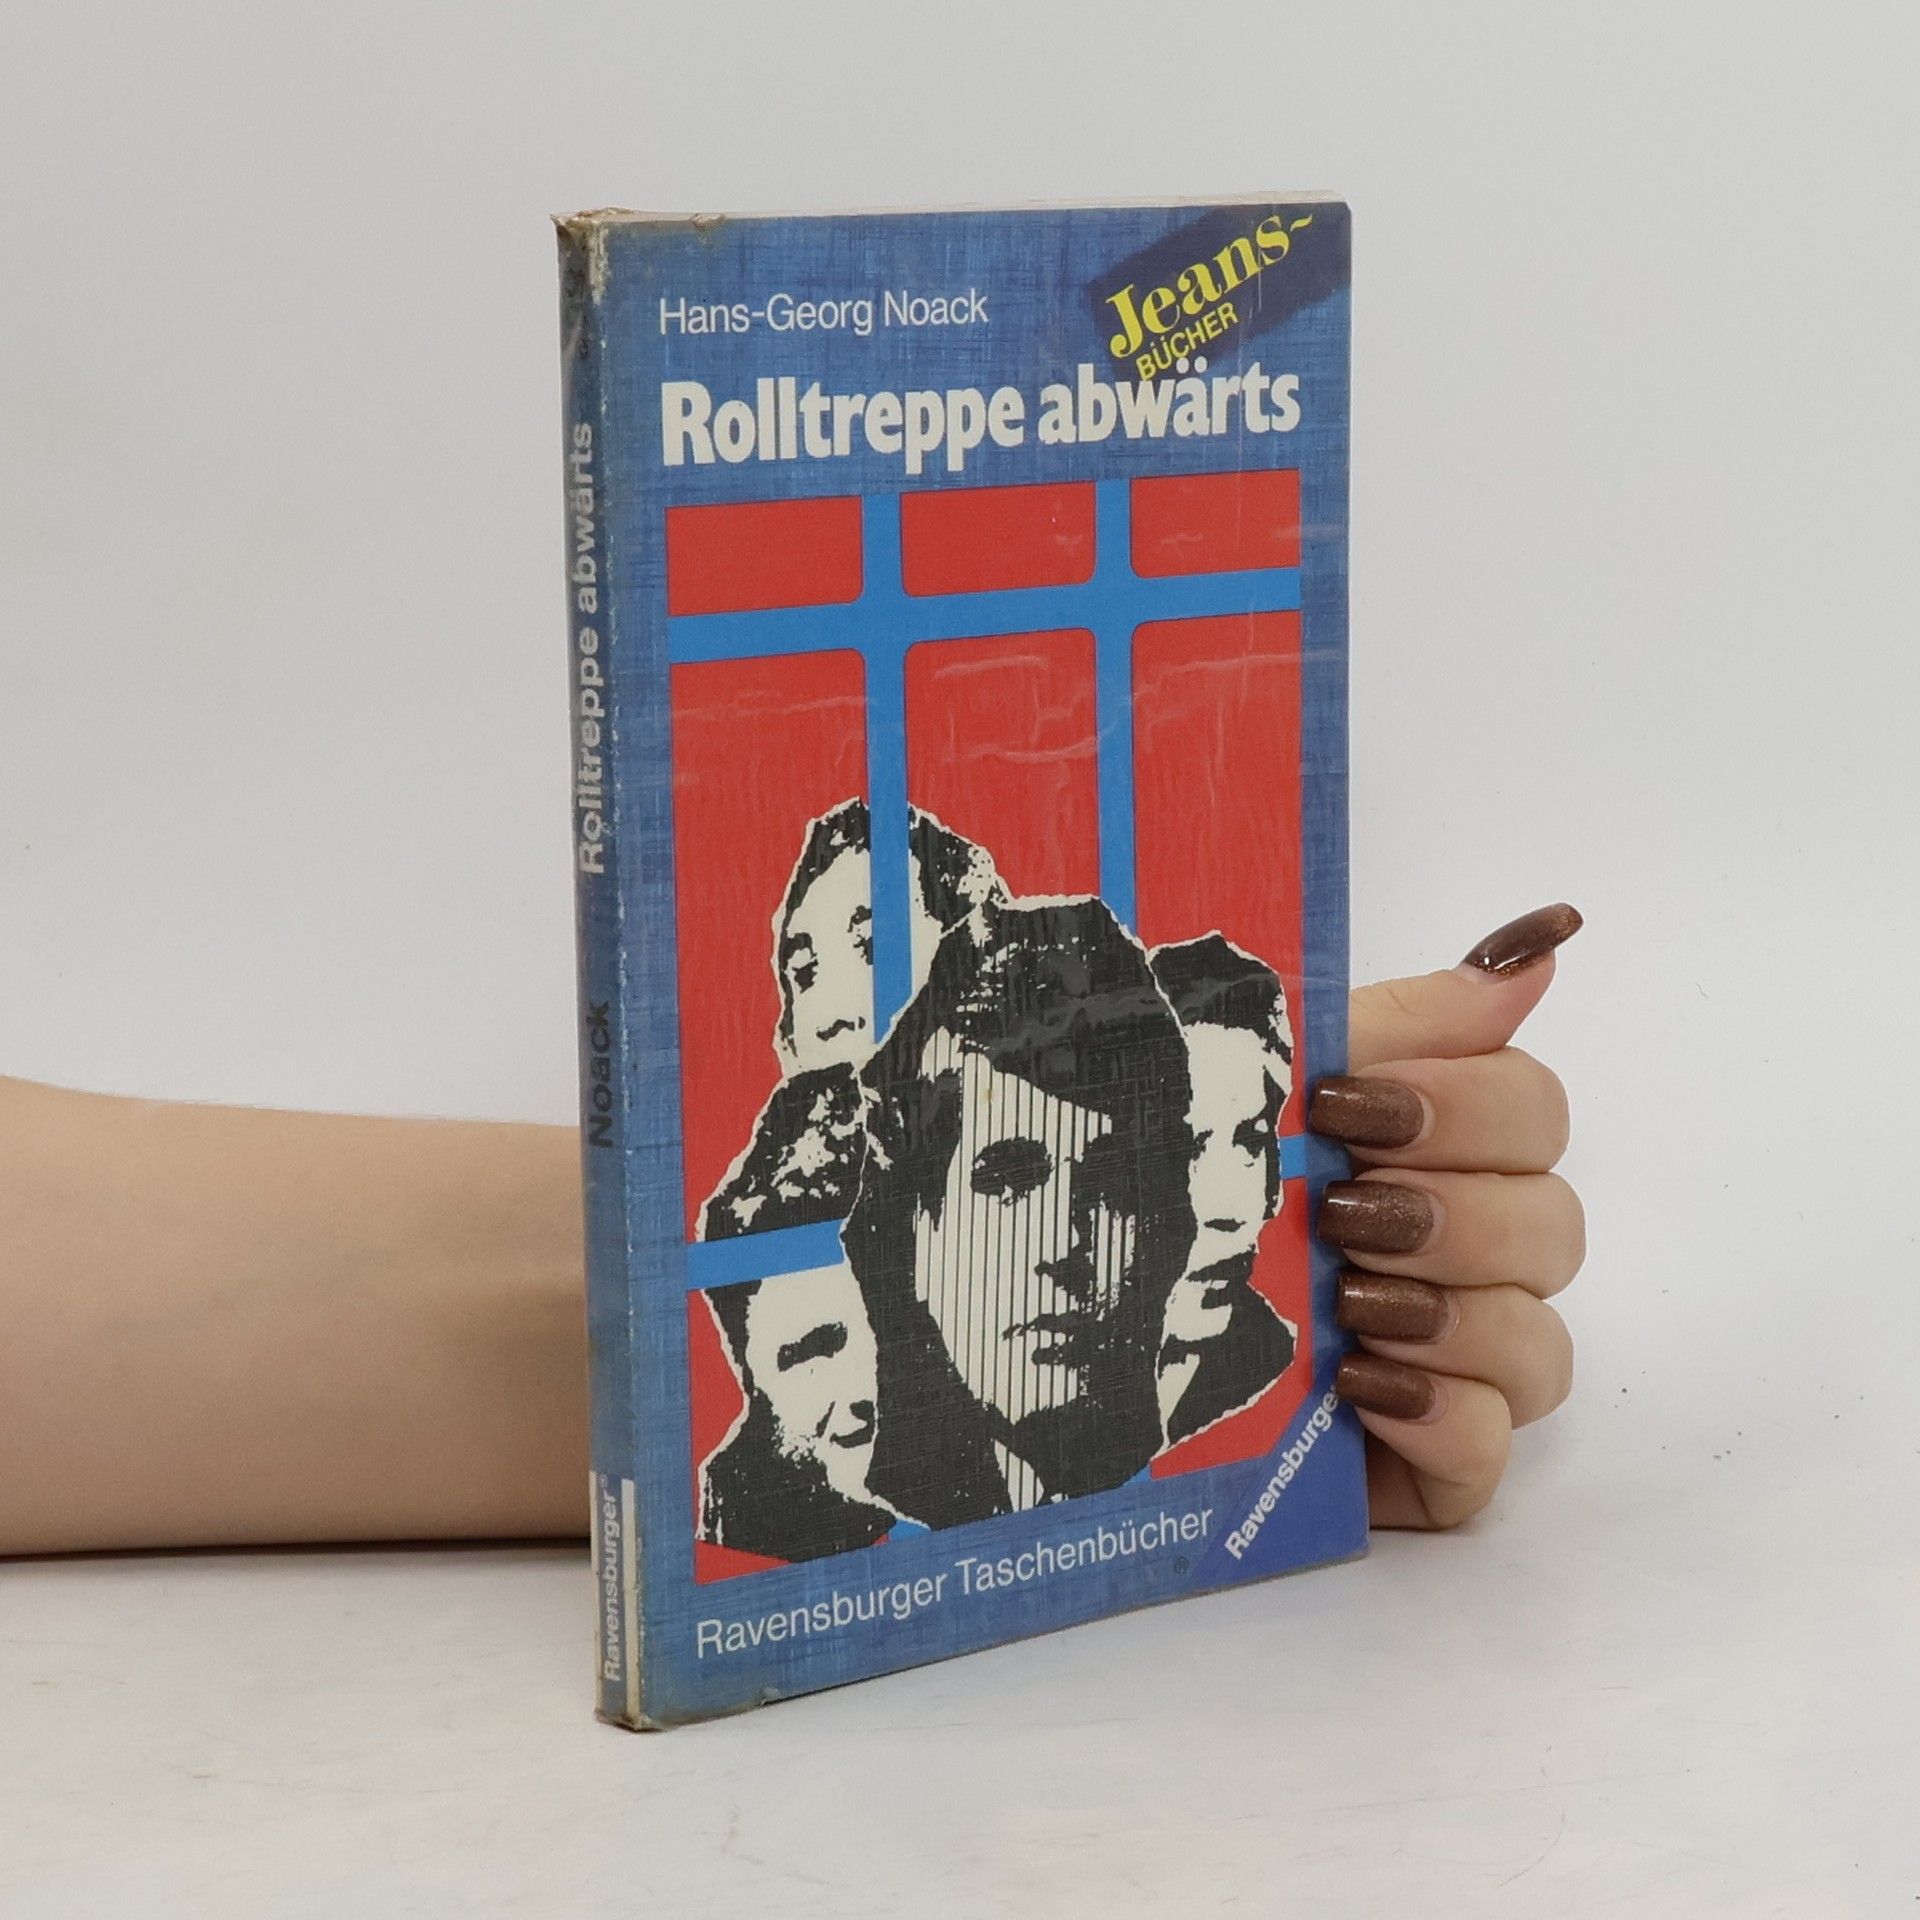 Hans-Georg Noack
Jeans-
BÜCHER
Rolltreppe abwärts
Ravensburger Taschenbücher
®
Ravensburger
Noack Rolltreppe abwärts
Ravensburger®